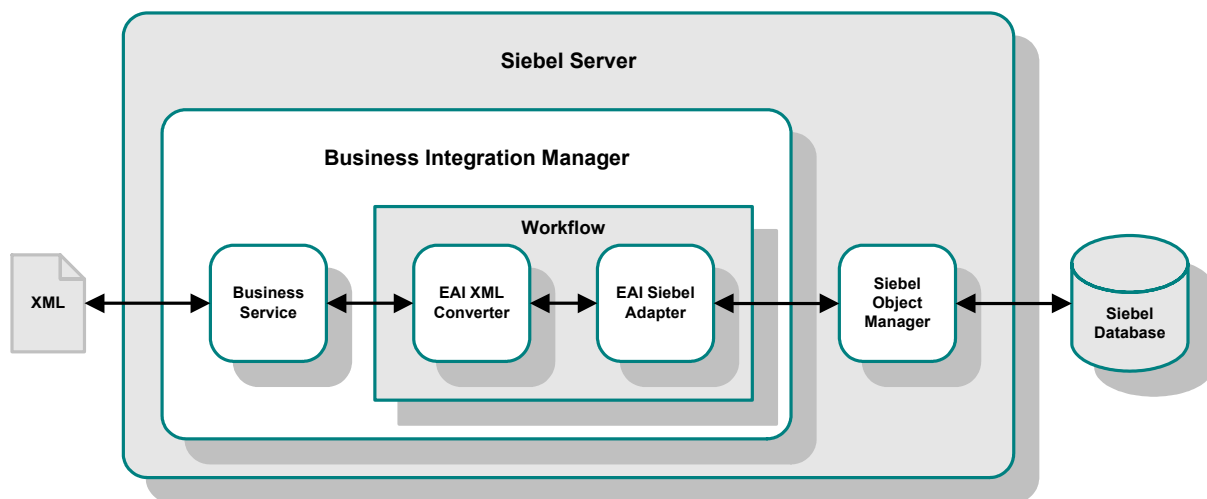 Siebel Server
Business Integration Manager
Workflow
XML
Business
Service
EAI XML
Converter
EAI Siebel
Adapter
Siebel
Object
Manager
Siebel
Database